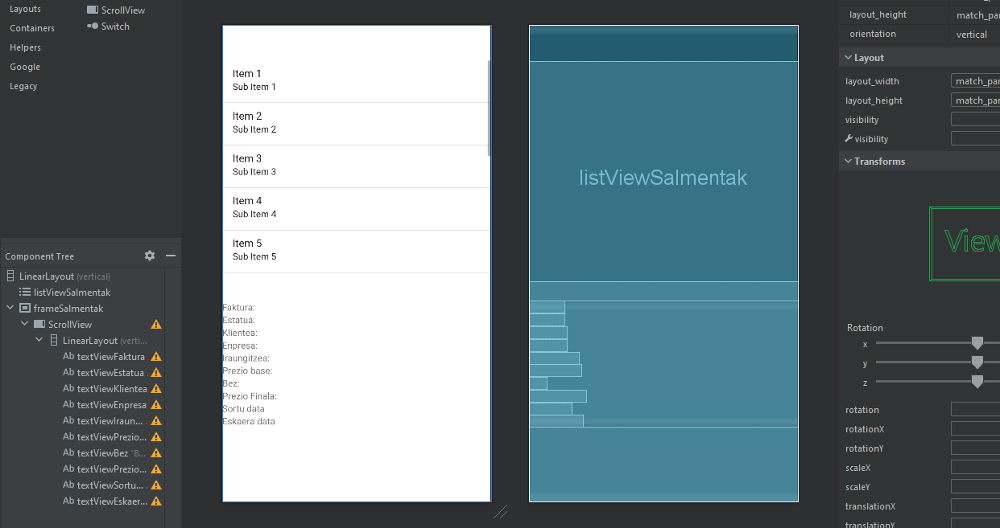 Layouts
Containers
Helpers
Google
Legacy
ScrollView
Switch
Component Tree
LinearLayout (vertical)
listViewSalmentak
frameSalmentak
ScrollView
LinearLayout (verti...
Ab textViewFaktura
Ab textViewEstatua
Ab textViewKlientea
Ab textViewEnpresa
Ab textViewIraun...
Ab textViewPrezio...
Ab textViewBez "B...
Ab textViewPrezio...
Ab textViewSortu...
Ab textViewEskaer...
Item 1
Sub Item 1
Item 2
Sub Item 2
Item 3
Sub Item 3
Item 4
Sub Item 4
Item 5
Sub Item 5
Faktura:
Estatua:
Klientea:
Enpresa:
Iraungitzea:
Prezio base:
Bez:
Prezio Finala:
Sortu data
Eskaera data
listViewSalmentak
layout_height match_par
orientation vertical
Layout
layout_width match_par
layout_height match_par
visibility
visibility
Transforms
View
Rotation
x
y
z
rotation
rotationX
rotationY
scaleX
scaleY
translationX
translationY